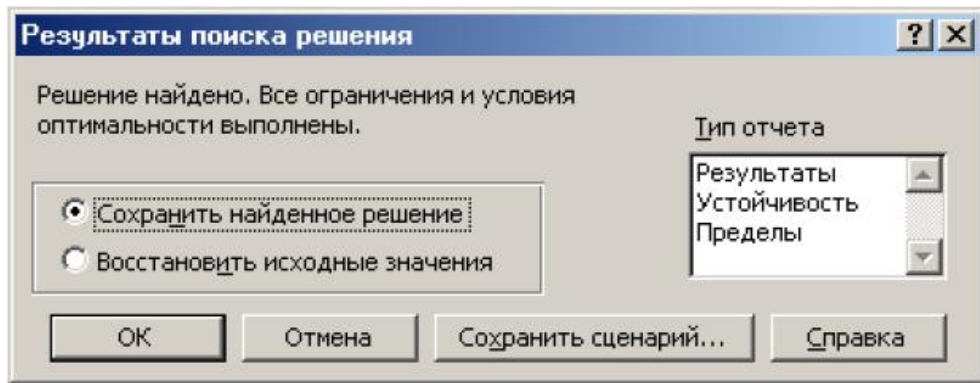 Результаты поиска решения
Решение найдено. Все ограничения и условия
оптимальности выполнены.
Тип отчета
Результаты
Устойчивость
Пределы
Сохранить найденное решение
Восстановить исходные значения
ОК
Отмена
Сохранить сценарий...
Справка